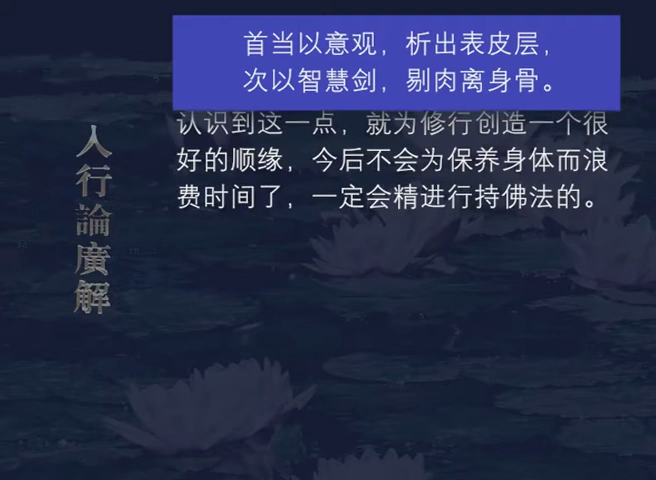 首当以意观，析出表皮层，
次以智慧剑，剔肉离身骨。
认识到这一点，就为修行创造一个很
好的顺缘，今后不会为保养身体而浪
费时间了，一定会精进行持佛法的。
入行論廣解